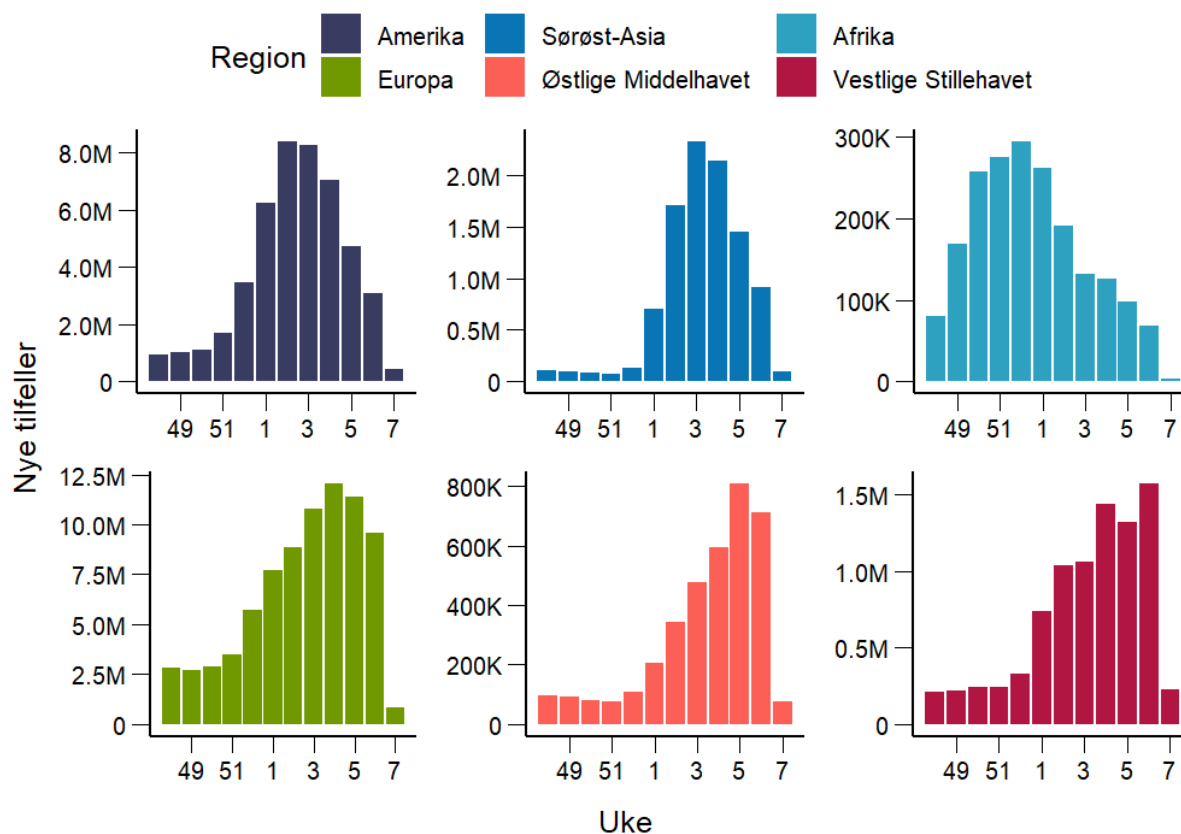 Region
Amerika
Sørøst-Asia
Afrika
Europa
Østlige Middelhavet
Vestlige Stillehavet
Nye tilfeller
8.0M
6.0M
4.0M
2.0M
0
49 51 1 3 5 7
2.0M
1.5M
1.0M
0.5M
0
49 51 1 3 5 7
300K
200K
100K
0
49 51 1 3 5 7
12.5M
10.0M
7.5M
5.0M
2.5M
0
49 51 1 3 5 7
800K
600K
400K
200K
0
49 51 1 3 5 7
1.5M
1.0M
0.5M
0
49 51 1 3 5 7
Uke